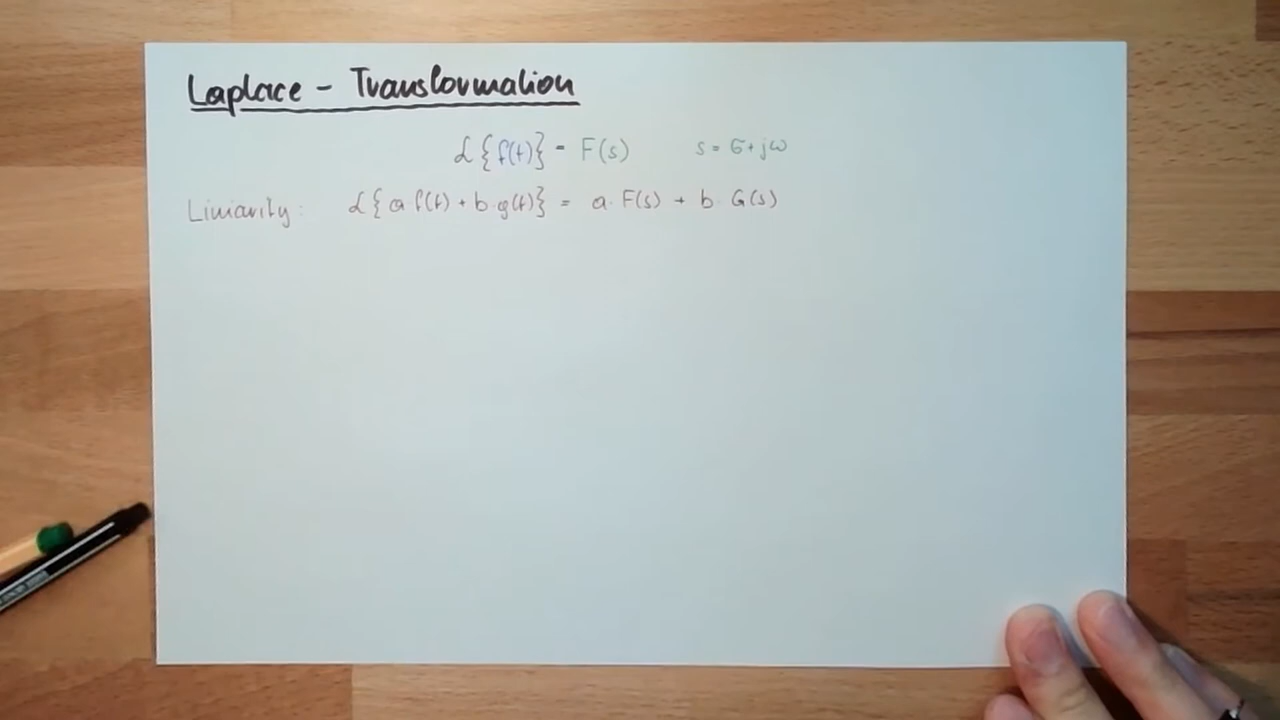 Laplace - Transformation
ℒ{f(t)} = F(s) s = σ+jω
Liniarity: ℒ{a·f(t) + b·g(t)} = a·F(s) + b·G(s)